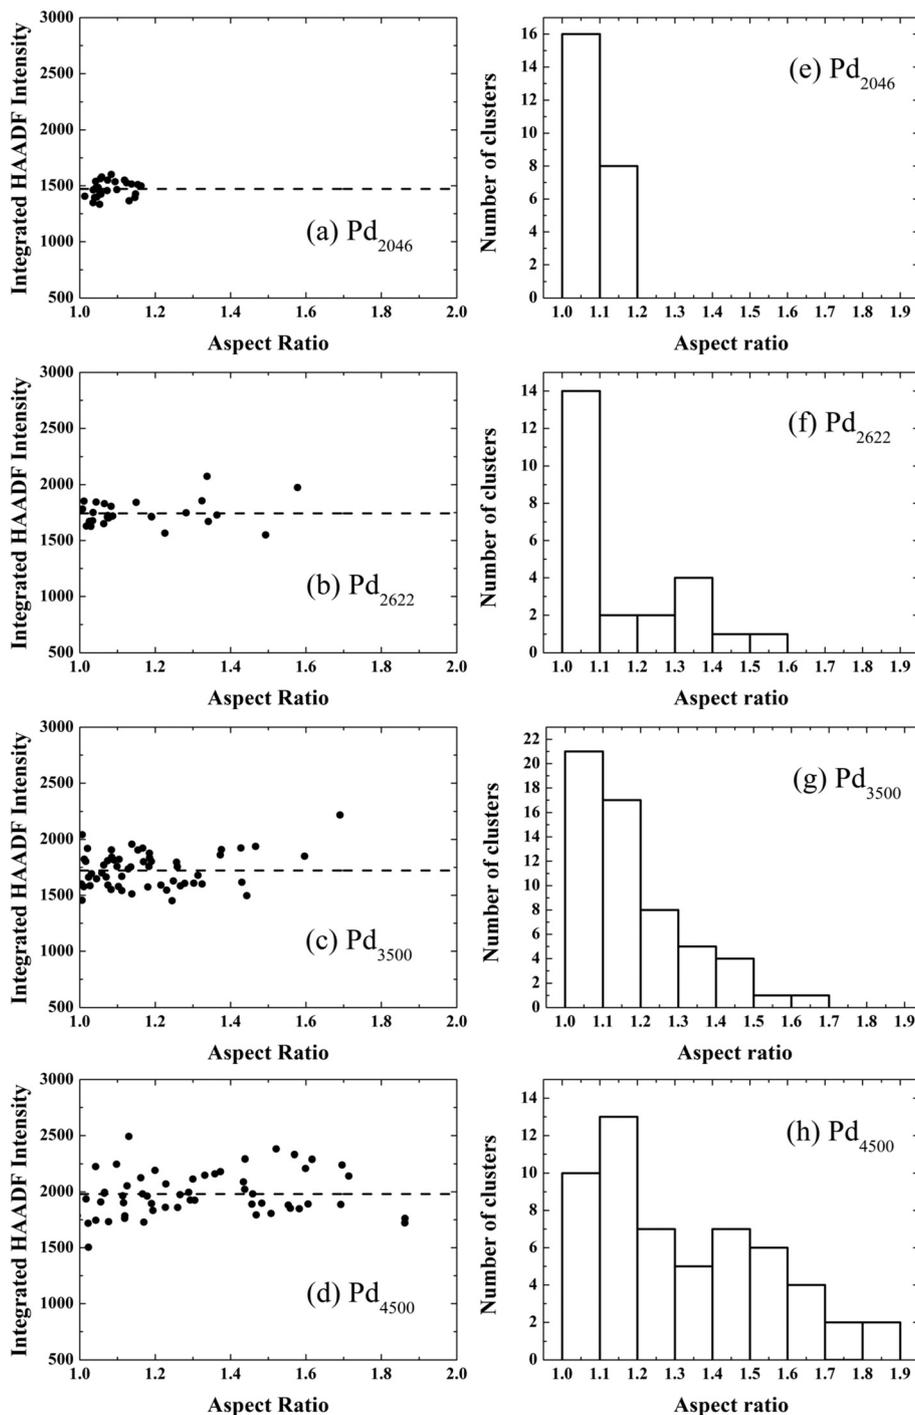 3000
2500
2000
1500
1000
500
Integrated HAADF Intensity
(a) Pd2046
1.0 1.2 1.4 1.6 1.8 2.0
Aspect Ratio
16
14
12
10
8
6
4
2
0
Number of clusters
(e) Pd2046
1.0 1.1 1.2 1.3 1.4 1.5 1.6 1.7 1.8 1.9
Aspect ratio
3000
2500
2000
1500
1000
500
Integrated HAADF Intensity
(b) Pd2622
1.0 1.2 1.4 1.6 1.8 2.0
Aspect Ratio
14
12
10
8
6
4
2
0
Number of clusters
(f) Pd2622
1.0 1.1 1.2 1.3 1.4 1.5 1.6 1.7 1.8 1.9
Aspect ratio
3000
2500
2000
1500
1000
500
Integrated HAADF Intensity
(c) Pd3500
1.0 1.2 1.4 1.6 1.8 2.0
Aspect Ratio
22
20
18
16
14
12
10
8
6
4
2
0
Number of clusters
(g) Pd3500
1.0 1.1 1.2 1.3 1.4 1.5 1.6 1.7 1.8 1.9
Aspect ratio
3000
2500
2000
1500
1000
500
Integrated HAADF Intensity
(d) Pd4500
1.0 1.2 1.4 1.6 1.8 2.0
Aspect Ratio
14
12
10
8
6
4
2
0
Number of clusters
(h) Pd4500
1.0 1.1 1.2 1.3 1.4 1.5 1.6 1.7 1.8 1.9
Aspect ratio